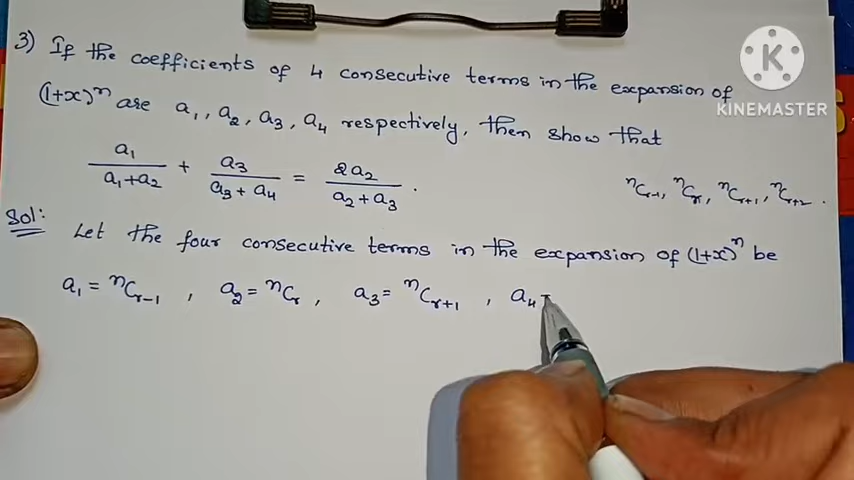 3) If the coefficients of 4 consecutive terms in the expansion of
(1+x)ⁿ are a₁, a₂, a₃, a₄ respectively, then show that
a₁/(a₁+a₂) + a₃/(a₃+a₄) = 2a₂/(a₂+a₃).
ⁿCᵣ₋₁, ⁿCᵣ, ⁿCᵣ₊₁, ⁿCᵣ₊₂.
Sol:
Let the four consecutive terms in the expansion of (1+x)ⁿ be
a₁ = ⁿCᵣ₋₁ , a₂ = ⁿCᵣ , a₃ = ⁿCᵣ₊₁ , a₄ =
K
KINEMASTER